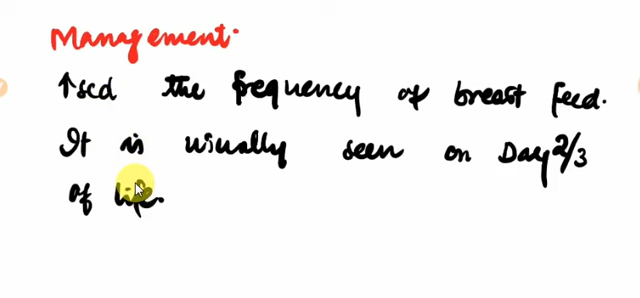 Management.
↑sed the frequency of breast feed.
It is usually seen on Day 2/3
of life.